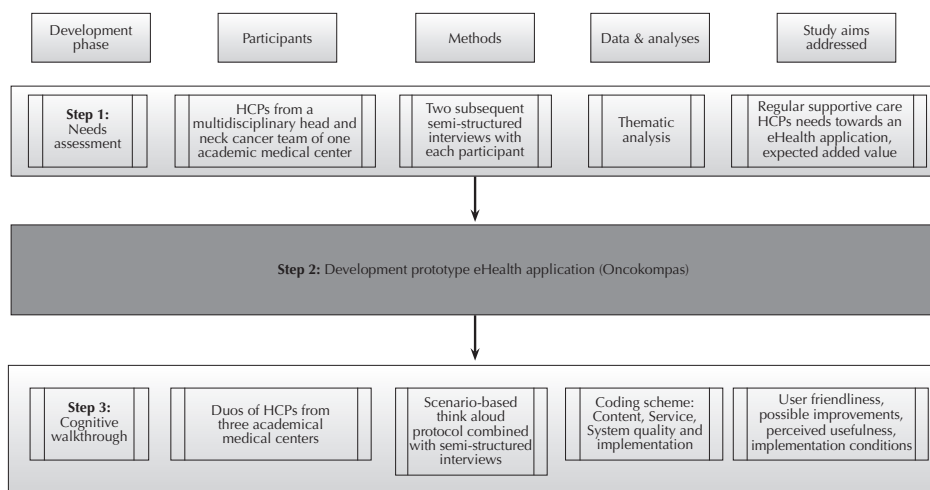 Development
phase
Participants
Methods
Data & analyses
Study aims
addressed
Step 1:
Needs
assessment
HCPs from a
multidisciplinary head and
neck cancer team of one
academic medical center
Two subsequent
semi-structured
interviews with
each participant
Thematic
analysis
Regular supportive care
HCPs needs towards an
eHealth application,
expected added value
Step 2: Development prototype eHealth application (Oncokompas)
Step 3:
Cognitive
walkthrough
Duos of HCPs from
three academical
medical centers
Scenario-based
think aloud
protocol combined
with semi-structured
interviews
Coding scheme:
Content, Service,
System quality and
implementation
User friendliness,
possible improvements,
perceived usefulness,
implementation conditions